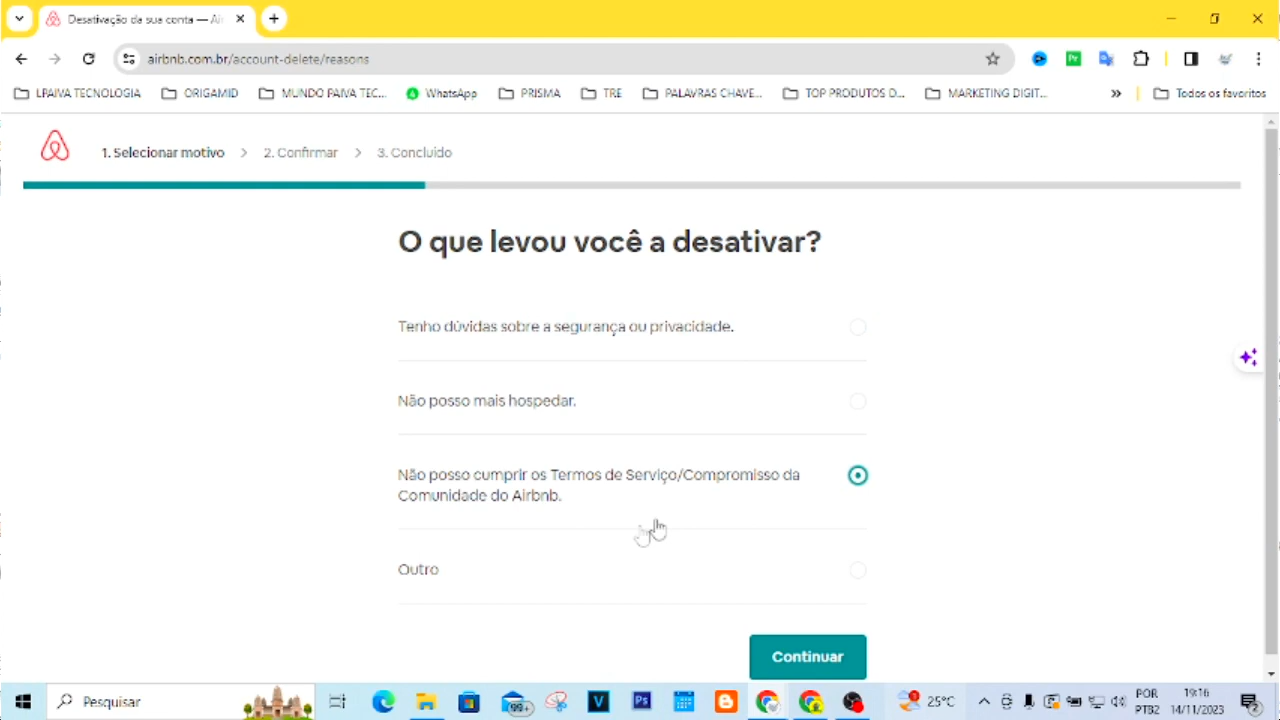 Desativação da sua conta — Ai
airbnb.com.br/account-delete/reasons
LPAIVA TECNOLOGIA ORIGAMID MUNDO PAIVA TEC... WhatsApp PRISMA TRE PALAVRAS CHAVE... TOP PRODUTOS D... MARKETING DIGIT... » Todos os favoritos
1. Selecionar motivo > 2. Confirmar > 3. Concluído
O que levou você a desativar?
Tenho dúvidas sobre a segurança ou privacidade.
Não posso mais hospedar.
Não posso cumprir os Termos de Serviço/Compromisso da
Comunidade do Airbnb.
Outro
Continuar
Pesquisar
99+
V
Ps
25°C
POR
PTB2
19:16
14/11/2023
2